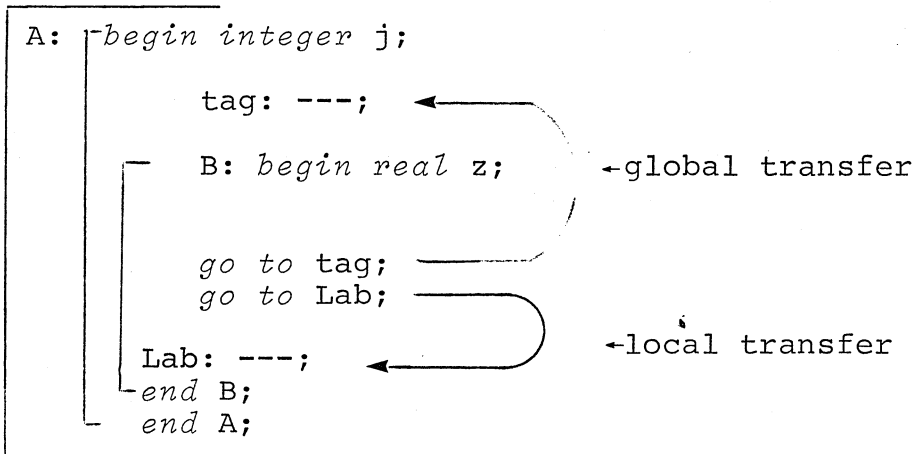 A: begin integer j;
tag: ---;
B: begin real z; ←global transfer
go to tag;
go to Lab;
←local transfer
Lab: ---;
end B;
end A;